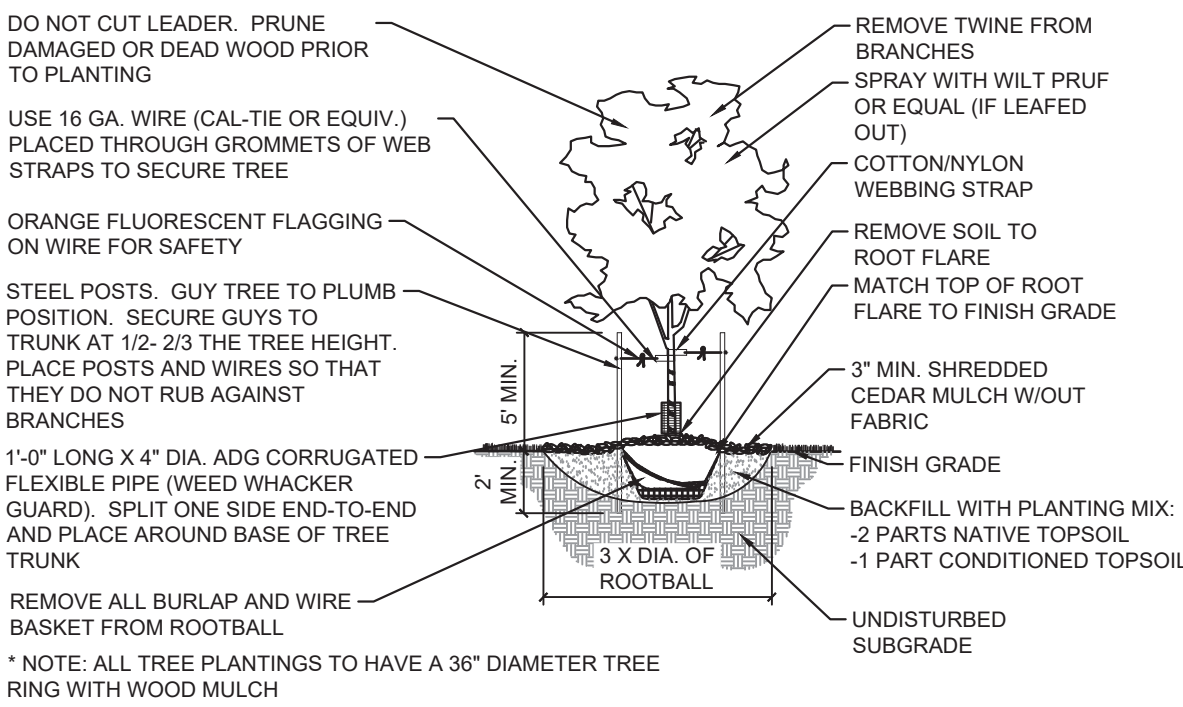 DO NOT CUT LEADER. PRUNE
DAMAGED OR DEAD WOOD PRIOR
TO PLANTING
USE 16 GA. WIRE (CAL-TIE OR EQUIV.)
PLACED THROUGH GROMMETS OF WEB
STRAPS TO SECURE TREE
ORANGE FLUORESCENT FLAGGING
ON WIRE FOR SAFETY
STEEL POSTS. GUY TREE TO PLUMB
POSITION. SECURE GUYS TO
TRUNK AT 1/2- 2/3 THE TREE HEIGHT.
PLACE POSTS AND WIRES SO THAT
THEY DO NOT RUB AGAINST
BRANCHES
1'-0" LONG X 4" DIA. ADG CORRUGATED
FLEXIBLE PIPE (WEED WHACKER
GUARD). SPLIT ONE SIDE END-TO-END
AND PLACE AROUND BASE OF TREE
TRUNK
REMOVE ALL BURLAP AND WIRE
BASKET FROM ROOTBALL
* NOTE: ALL TREE PLANTINGS TO HAVE A 36" DIAMETER TREE
RING WITH WOOD MULCH
5' MIN.
2'
MIN.
3 X DIA. OF
ROOTBALL
REMOVE TWINE FROM
BRANCHES
SPRAY WITH WILT PRUF
OR EQUAL (IF LEAFED
OUT)
COTTON/NYLON
WEBBING STRAP
REMOVE SOIL TO
ROOT FLARE
MATCH TOP OF ROOT
FLARE TO FINISH GRADE
3" MIN. SHREDDED
CEDAR MULCH W/OUT
FABRIC
FINISH GRADE
BACKFILL WITH PLANTING MIX:
-2 PARTS NATIVE TOPSOIL
-1 PART CONDITIONED TOPSOIL
UNDISTURBED
SUBGRADE